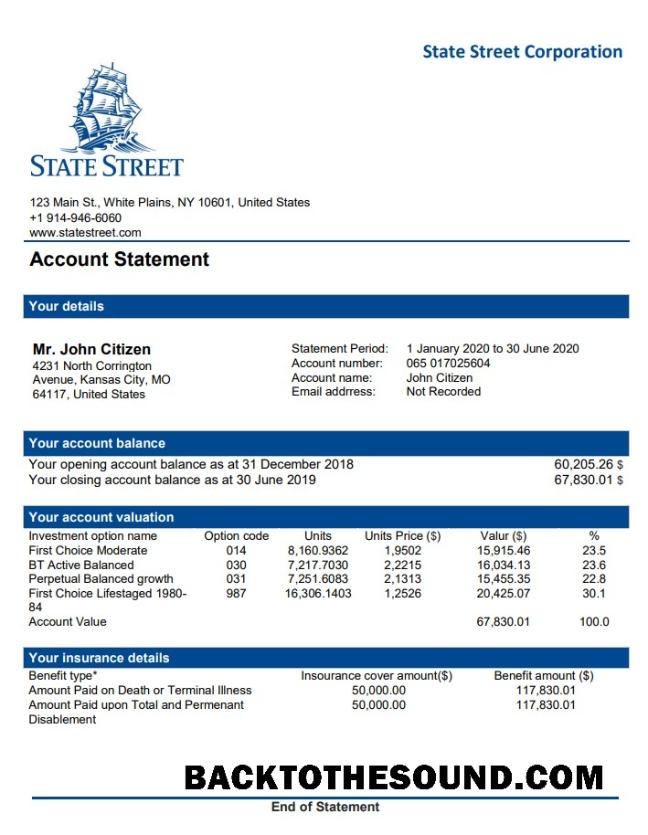 State Street Corporation
STATE STREET
123 Main St., White Plains, NY 10601, United States
+1 914-946-6060
www.statestreet.com
Account Statement
Your details
Mr. John Citizen
4231 North Corrington
Avenue, Kansas City, MO
64117, United States
Statement Period: 1 January 2020 to 30 June 2020
Account number: 065 017025604
Account name: John Citizen
Email addrress: Not Recorded
Your account balance
Your opening account balance as at 31 December 2018 60,205.26 $
Your closing account balance as at 30 June 2019 67,830.01 $
Your account valuation
Investment option name Option code Units Units Price ($) Valur ($) %
First Choice Moderate 014 8,160.9362 1,9502 15,915.46 23.5
BT Active Balanced 030 7,217.7030 2,2215 16,034.13 23.6
Perpetual Balanced growth 031 7,251.6083 2,1313 15,455.35 22.8
First Choice Lifestaged 1980- 987 16,306.1403 1,2526 20,425.07 30.1
84
Account Value 67,830.01 100.0
Your insurance details
Benefit type* Insourance cover amount($) Benefit amount ($)
Amount Paid on Death or Terminal Illness 50,000.00 117,830.01
Amount Paid upon Total and Permenant 50,000.00 117,830.01
Disablement
BACKTOTHESOUND.COM
End of Statement